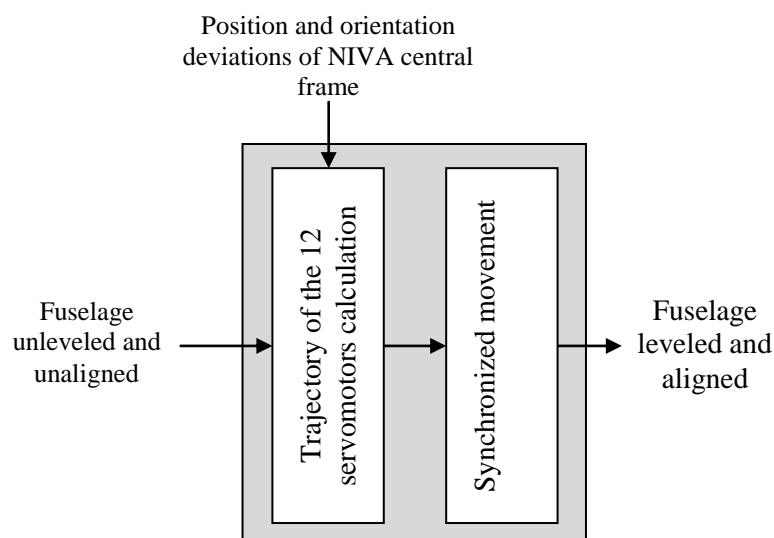 Position and orientation
deviations of NIVA central
frame
Fuselage
unleveled and
unaligned
Trajectory of the 12
servomotors calculation
Synchronized movement
Fuselage
leveled and
aligned